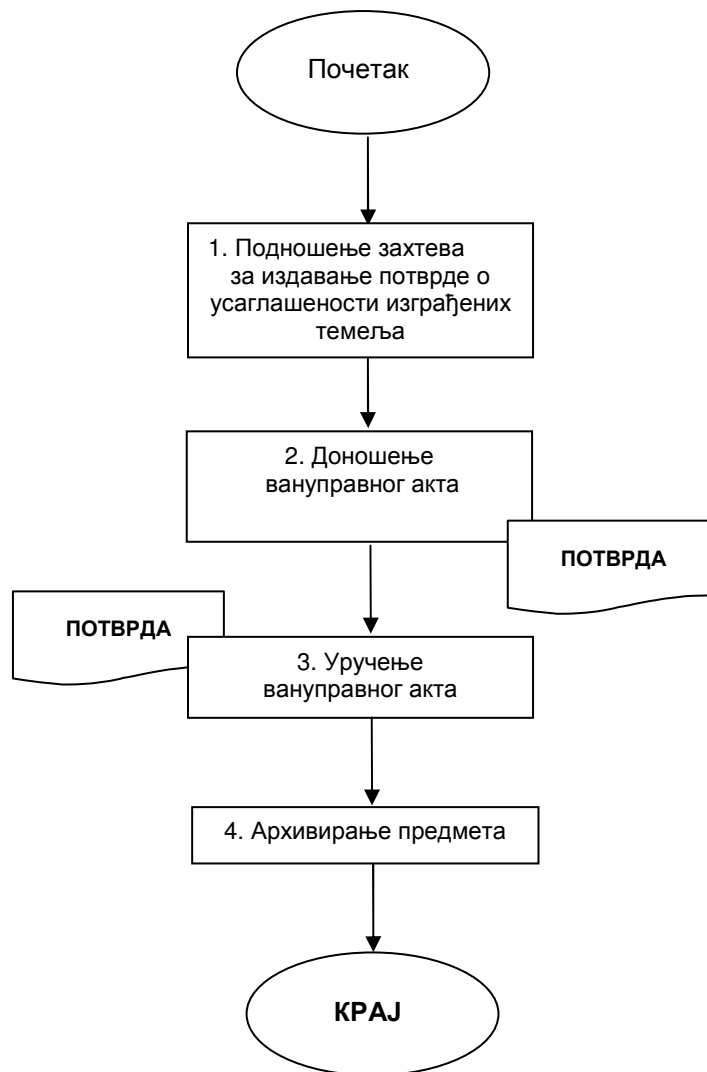 Почетак
1. Подношење захтева
за издавање потврде о
усаглашености изграђених
темеља
2. Доношење
вануправног акта
ПОТВРДА
ПОТВРДА
3. Уручење
вануправног акта
4. Архивирање предмета
КРАЈ